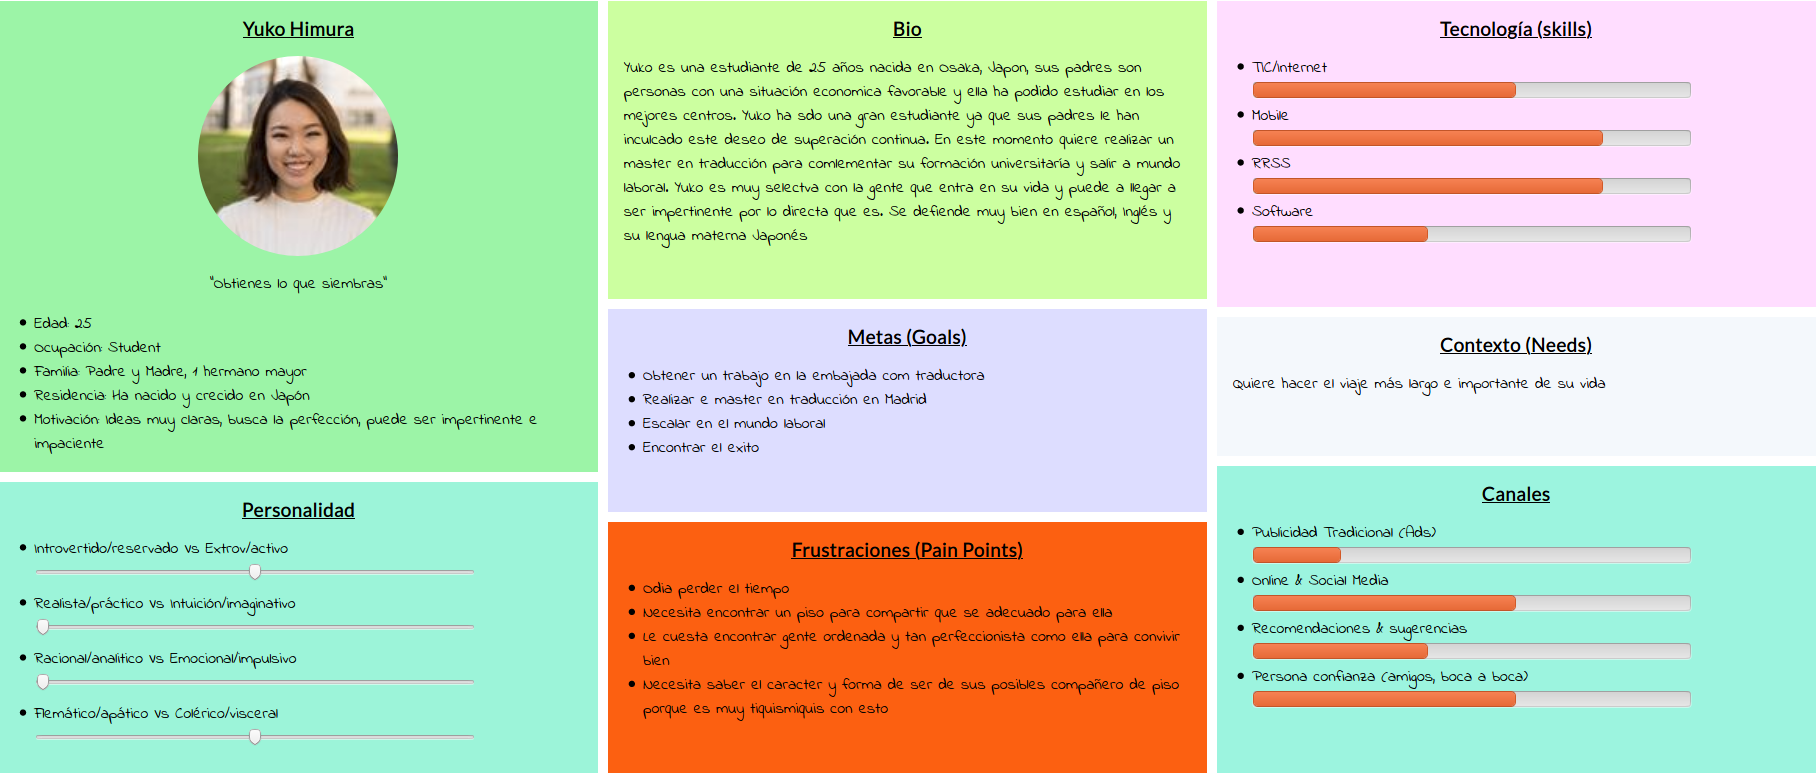 Yuko Himura
"Obtienes lo que siembras"
Edad: 25
Ocupación: Student
Familia: Padre y Madre, 1 hermano mayor
Residencia: Ha nacido y crecido en Japón
Motivación: Ideas muy claras, busca la perfección, puede ser impertinente e
impaciente
Personalidad
Introvertido/reservado Vs Extrov/activo
Realista/práctico Vs Intuición/imaginativo
Racional/analítico Vs Emocional/impulsivo
Flemático/apático Vs Colérico/visceral
Bio
Yuko es una estudiante de 25 años nacida en Osaka, Japon, sus padres son
personas con una situación economica favorable y ella ha podido estudiar en los
mejores centros. Yuko ha sdo una gran estudiante ya que sus padres le han
inculcado este deseo de superación continua. En este momento quiere realizar un
master en traducción para comlementar su formación universitaría y salir a mundo
laboral. Yuko es muy selectva con la gente que entra en su vida y puede a llegar a
ser impertinente por lo directa que es. Se defiende muy bien en español, Inglés y
su lengua materna Japonés
Metas (Goals)
Obtener un trabajo en la embajada com traductora
Realizar e master en traducción en Madrid
Escalar en el mundo laboral
Encontrar el exito
Frustraciones (Pain Points)
Odia perder el tiempo
Necesita encontrar un piso para compartir que se adecuado para ella
Le cuesta encontrar gente ordenada y tan perfeccionista como ella para convivir
bien
Necesita saber el caracter y forma de ser de sus posibles compañero de piso
porque es muy tiquismiquis con esto
Tecnología (skills)
TIC/Internet
Mobile
RRSS
Software
Contexto (Needs)
Quiere hacer el viaje más largo e importante de su vida
Canales
Publicidad Tradicional (Ads)
Online & Social Media
Recomendaciones & sugerencias
Persona confianza (amigos, boca a boca)